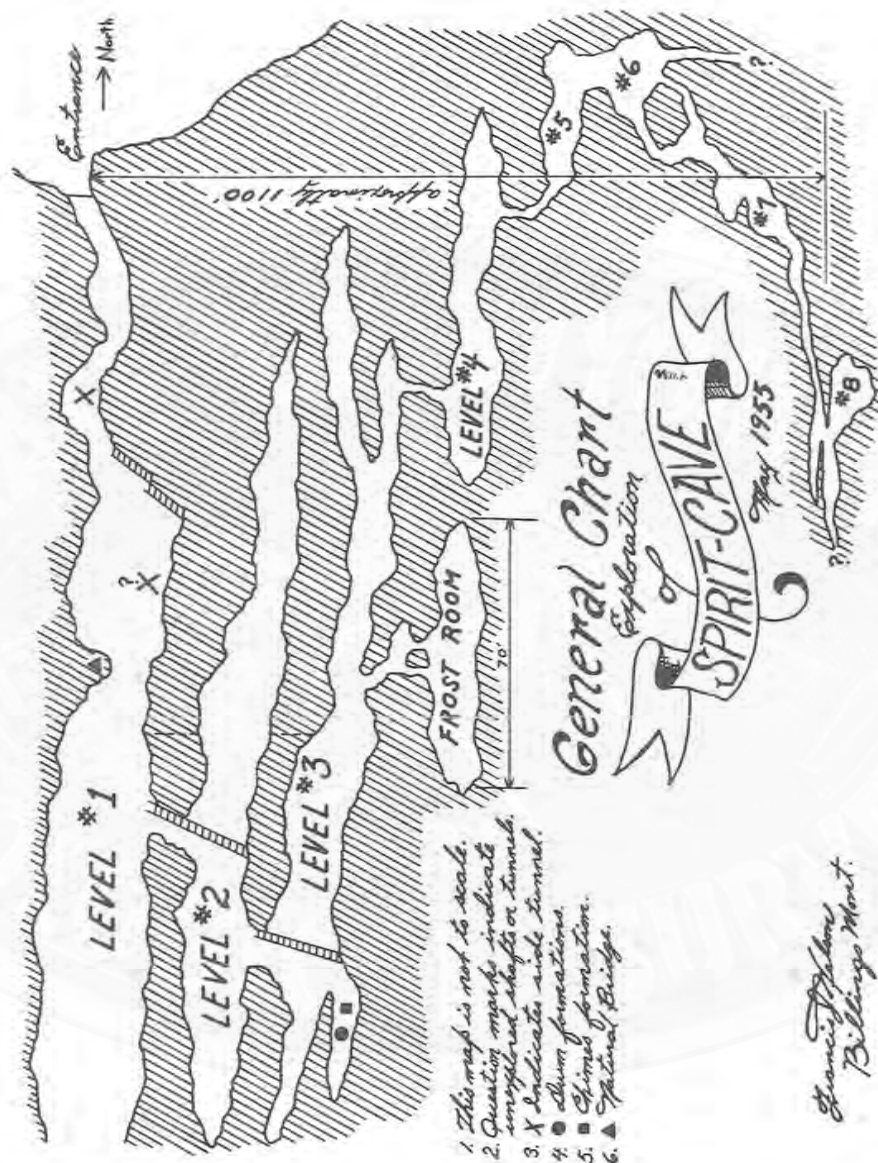 Entrance
→ North
approximately 1100'
X
?
X
LEVEL #1
LEVEL #2
LEVEL #3
LEVEL #4
#5
#6
?
#7
#8
?
FROST ROOM
70'
General Chart
Exploration
of
SPIRIT-CAVE
May 1955
1. This map is not to scale.
2. Question marks indicate
unexplored shafts or tunnels.
3. X Indicates side tunnel.
4. ● Drum formations.
5. ■ Chimes formation.
6. ▲ Natural Bridge.
Francis
Billings Mont.